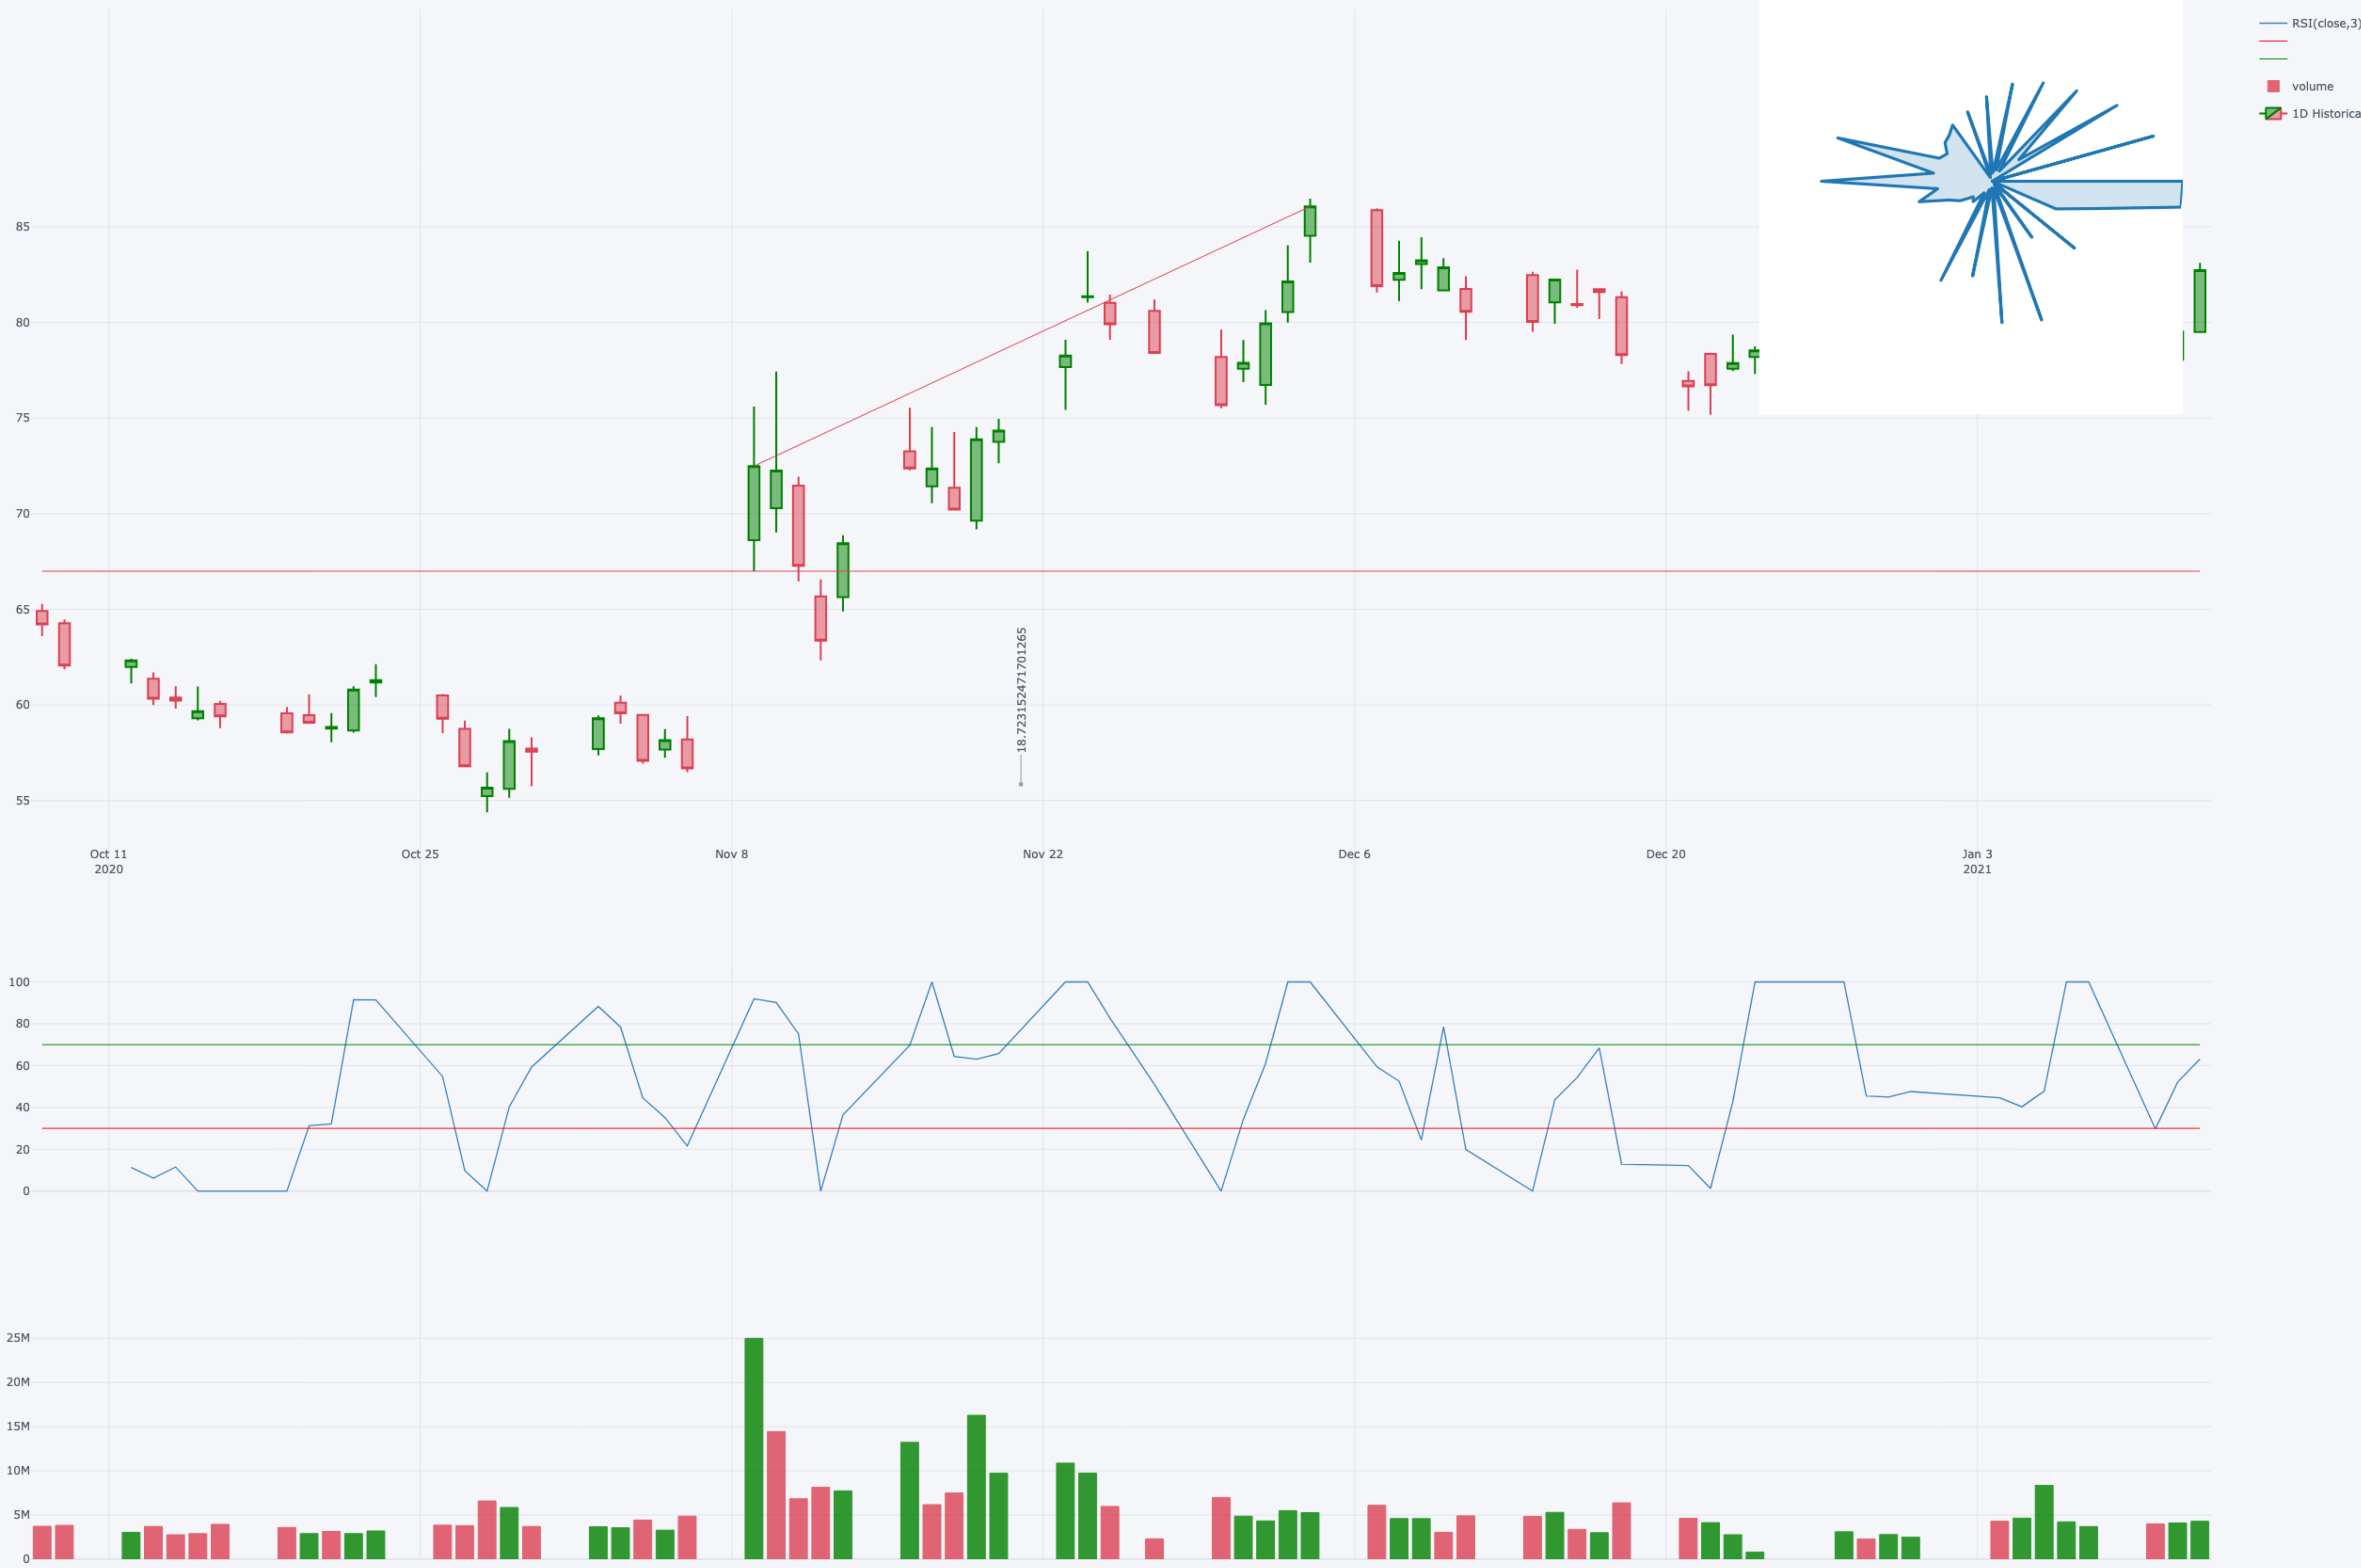 RSI(close,3)
volume
1D Historica
85
80
75
70
65
60
55
18.723152471701265
Oct 11
2020
Oct 25
Nov 8
Nov 22
Dec 6
Dec 20
Jan 3
2021
100
80
60
40
20
0
25M
20M
15M
10M
5M
0